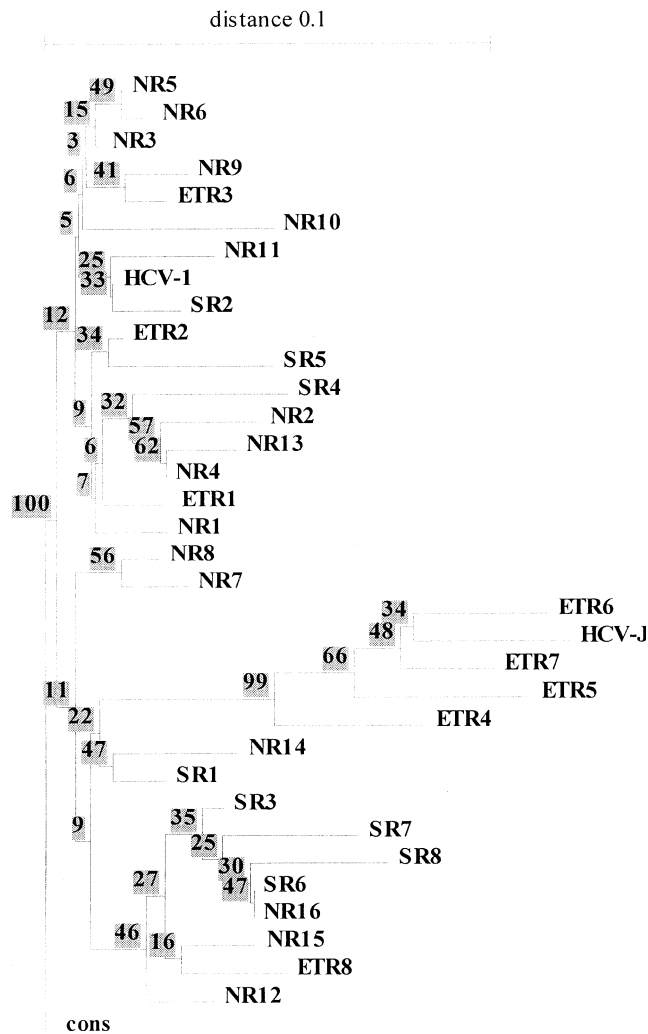 distance 0.1
49 NR5
15 NR6
3 NR3
41 NR9
6 ETR3
5 NR10
25 NR11
33 HCV-1
SR2
12 34 ETR2
SR5
32 SR4
9 57 NR2
6 62 NR13
7 NR4
100 ETR1
NR1
56 NR8
NR7
34 ETR6
48 HCV-J
66 ETR7
11 99 ETR5
22 ETR4
47 NR14
SR1
35 SR3
9 25 SR7
30 SR8
27 47 SR6
NR16
46 16 NR15
ETR8
NR12
cons